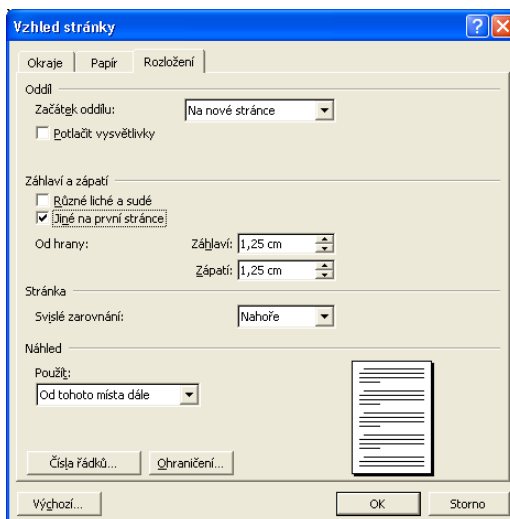 Vzhled stránky
Okraje Papír Rozložení
Oddíl
Začátek oddílu: Na nové stránce
Potlačit vysvětlivky
Záhlaví a zápatí
Různé liché a sudé
Jiné na první stránce
Od hrany: Záhlaví: 1,25 cm
Zápatí: 1,25 cm
Stránka
Svislé zarovnání: Nahoře
Náhled
Použít:
Od tohoto místa dále
Čísla řádků... Ohraničení...
Výchozí... OK Storno